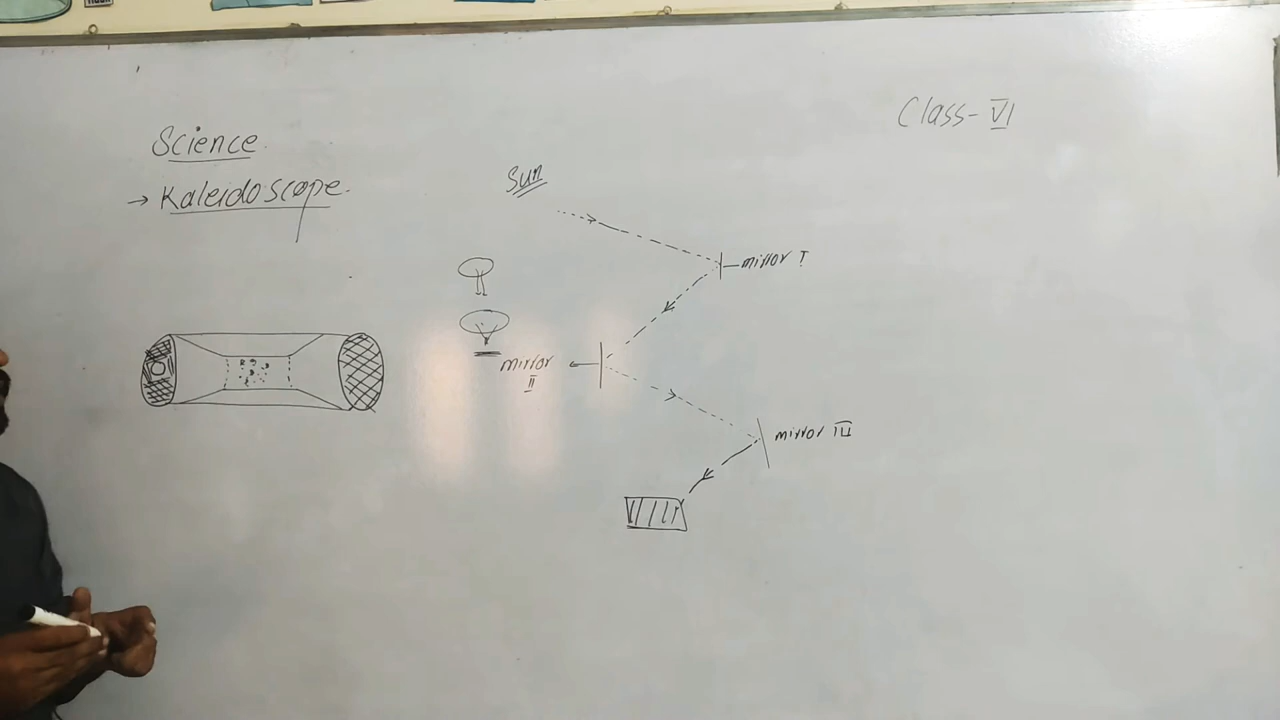 Class-VI
Science.
→ Kaleidoscope.
Sun
mirror I
mirror
II
mirror III